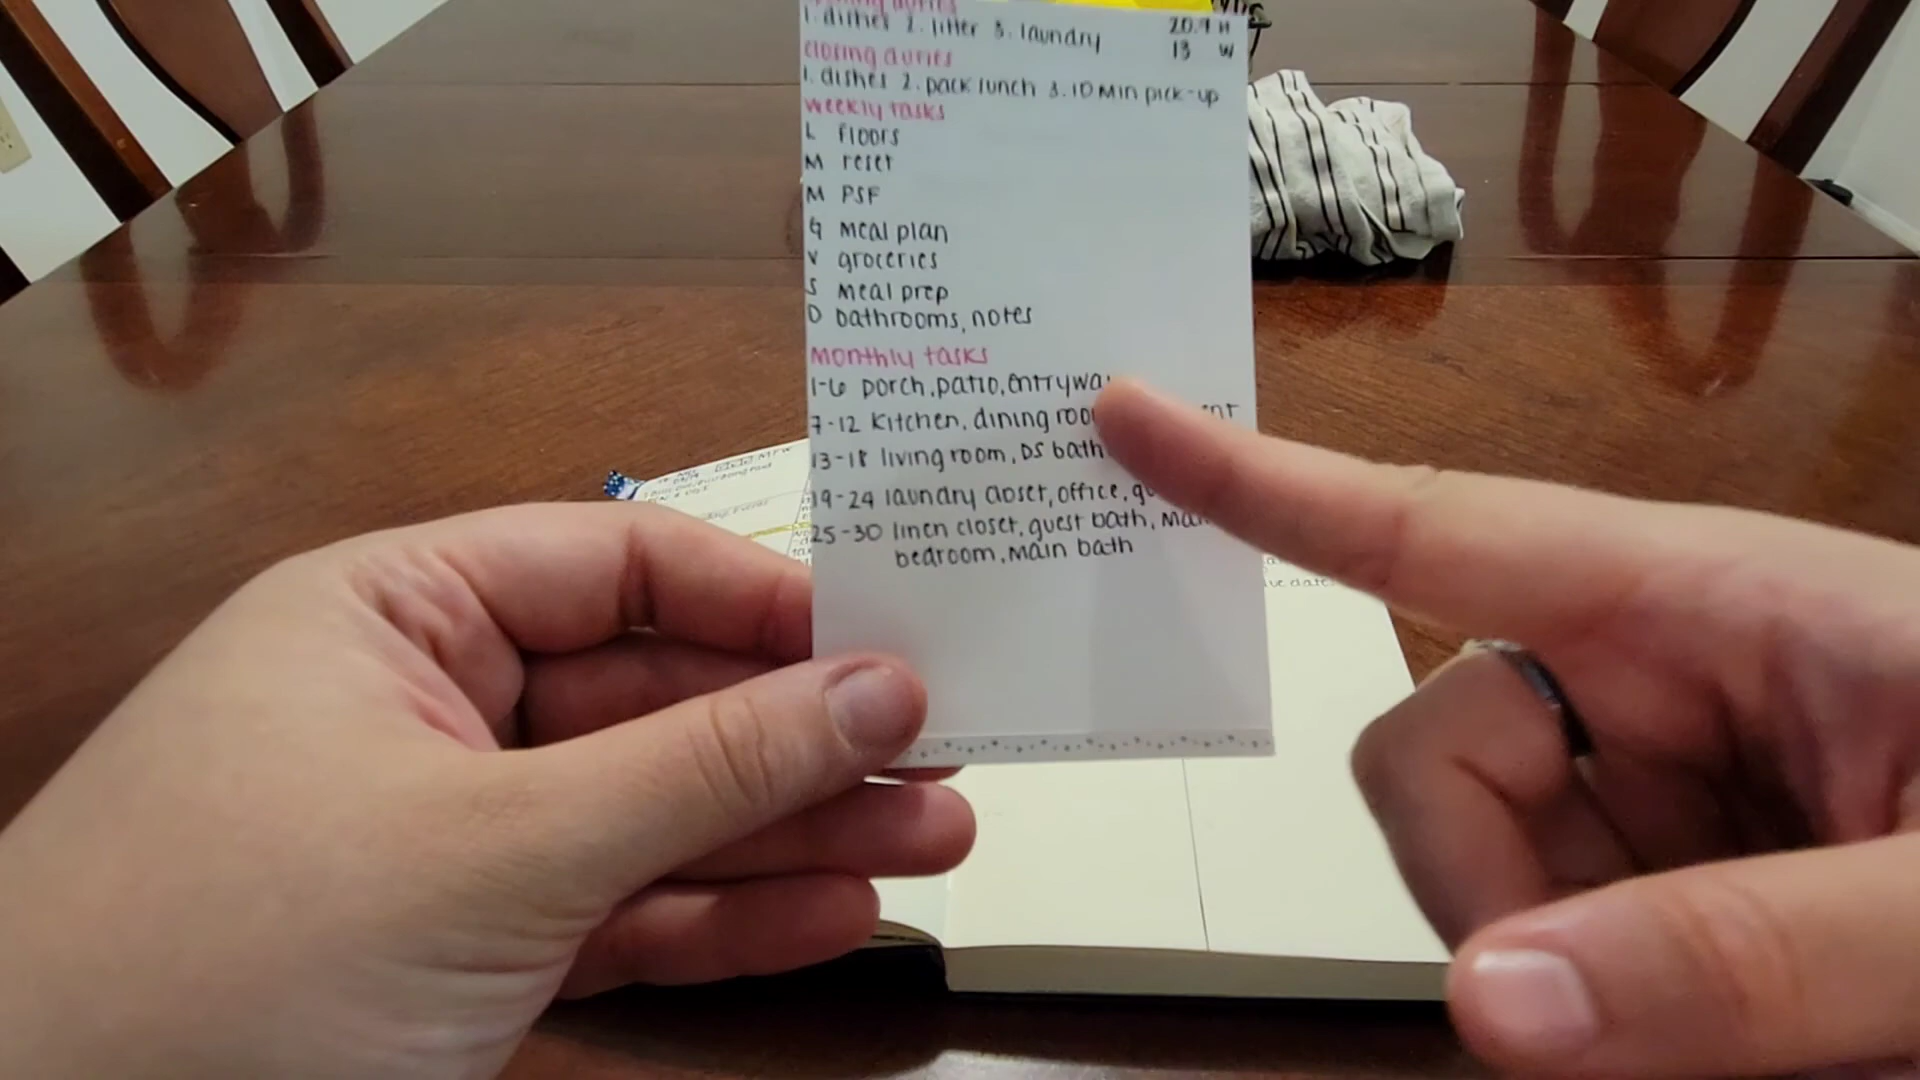 1. dishes 2. litter 3. laundry 20.9 H
closing duties 13 W
1. dishes 2. pack lunch 3. 10 min pick-up
weekly tasks
L floors
M reset
M PSF
G meal plan
V groceries
S meal prep
D bathrooms, notes
monthly tasks
1-6 porch, patio, entryway
7-12 kitchen, dining
13-18 living room, DS bath
19-24 laundry closet, office,
25-30 linen closet, guest bath,
bedroom, main bath